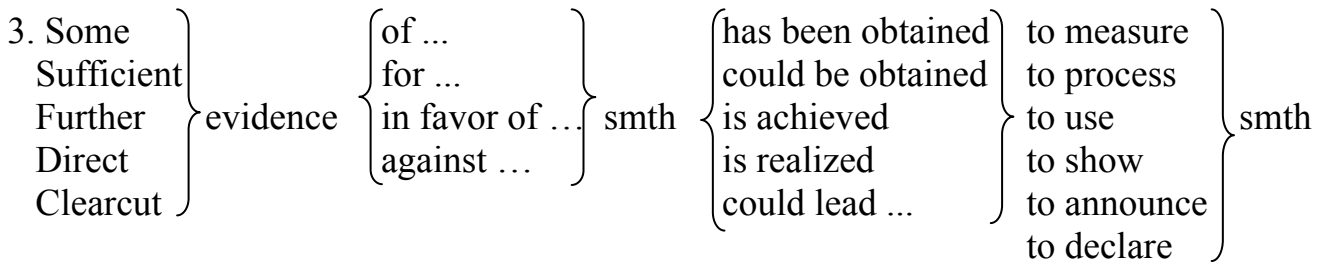 3. Some of ... has been obtained to measure
Sufficient for ... could be obtained to process
Further evidence in favor of … smth is achieved to use smth
Direct against … is realized to show
Clearcut could lead ... to announce
to declare